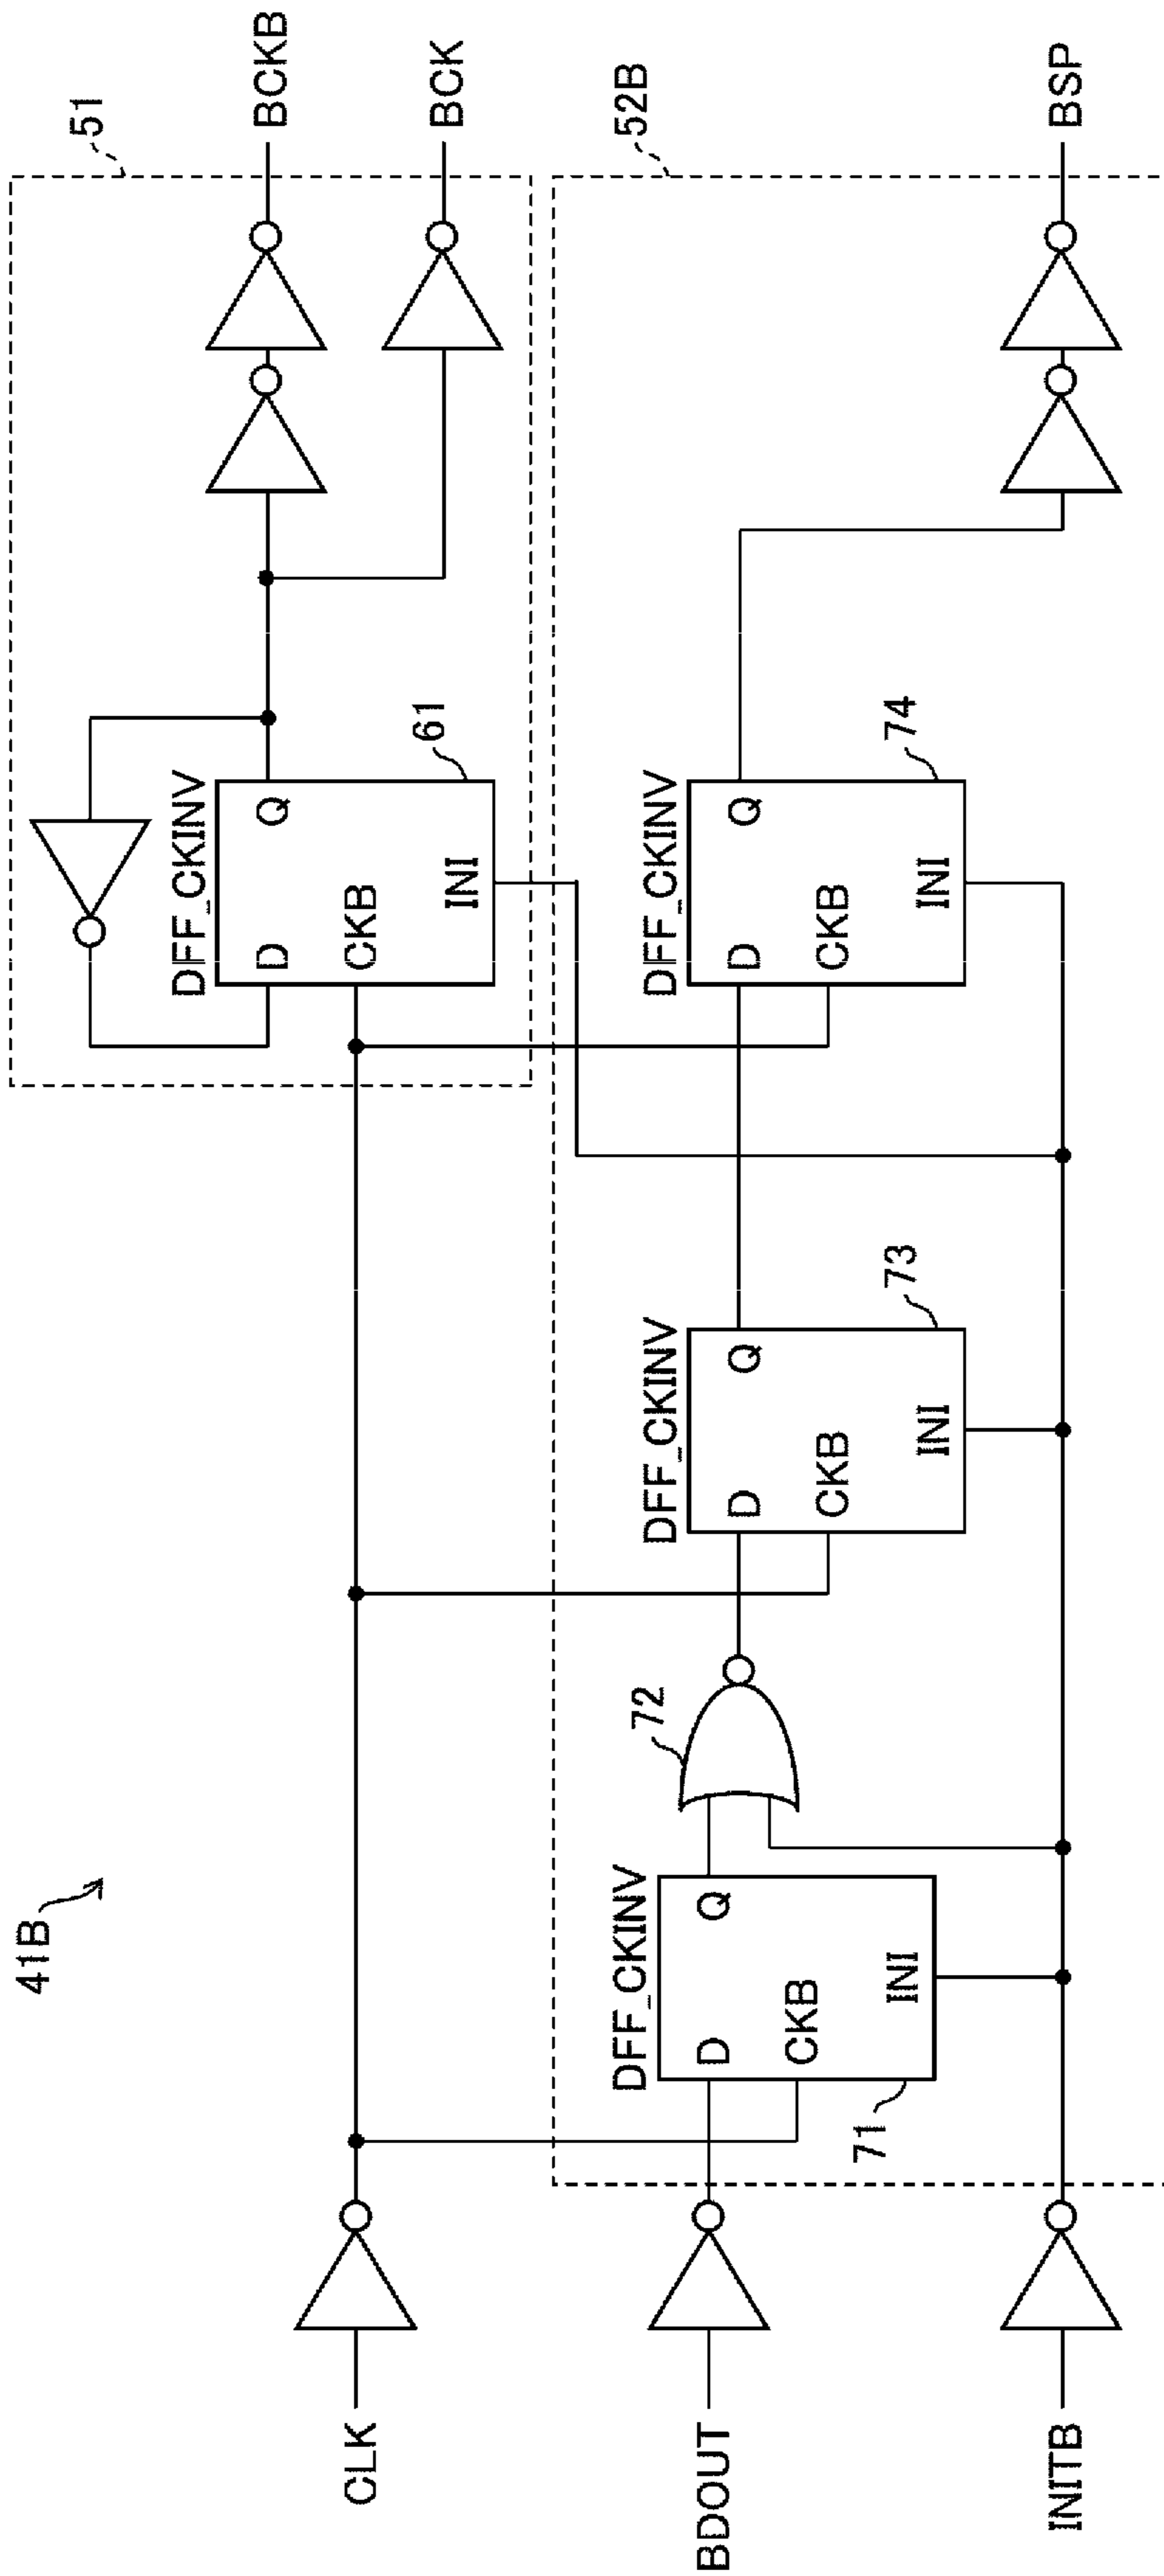 41B
51
DFF_CKINV
D
Q
CKB
INI
61
BCKB
BCK
CLK
52B
DFF_CKINV
D
Q
CKB
INI
71
72
DFF_CKINV
D
Q
CKB
INI
73
DFF_CKINV
D
Q
CKB
INI
74
BDOUT
INITB
BSP